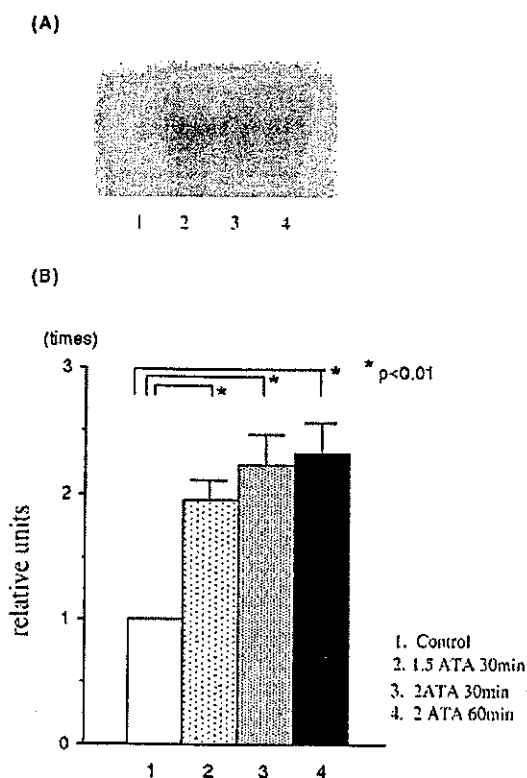 (A)
1 2 3 4
(B)
(times)
3
2
1
0
relative units
* * * * p<0.01
1 2 3 4
1. Control
2. 1.5 ATA 30min
3. 2ATA 30min
4. 2 ATA 60min